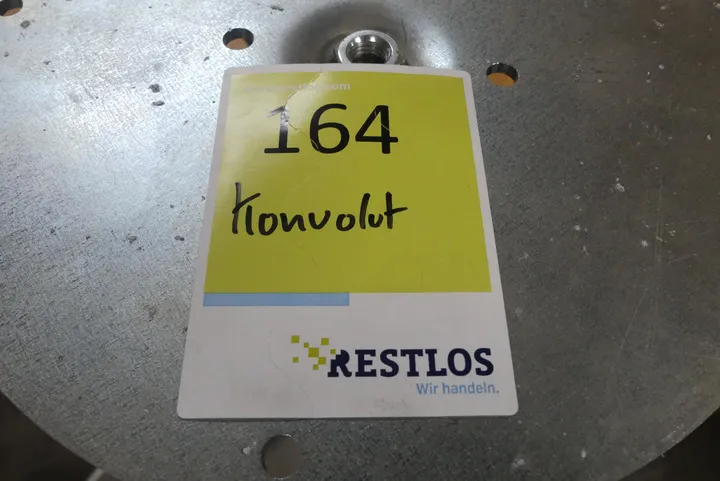 164
Konvolut
RESTLOS
Wir handeln.